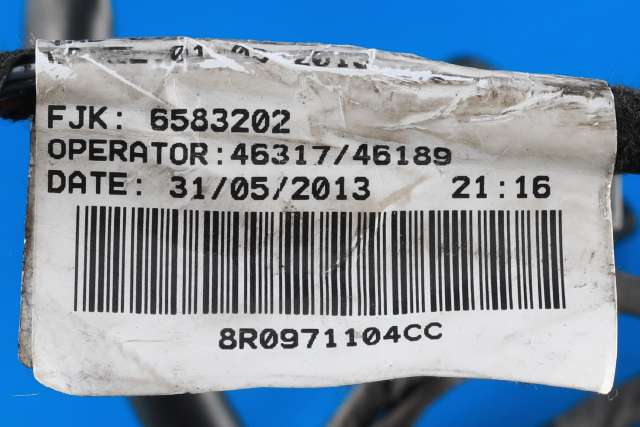 FJK: 6583202
OPERATOR:46317/46189
DATE: 31/05/2013 21:16
8R0971104CC